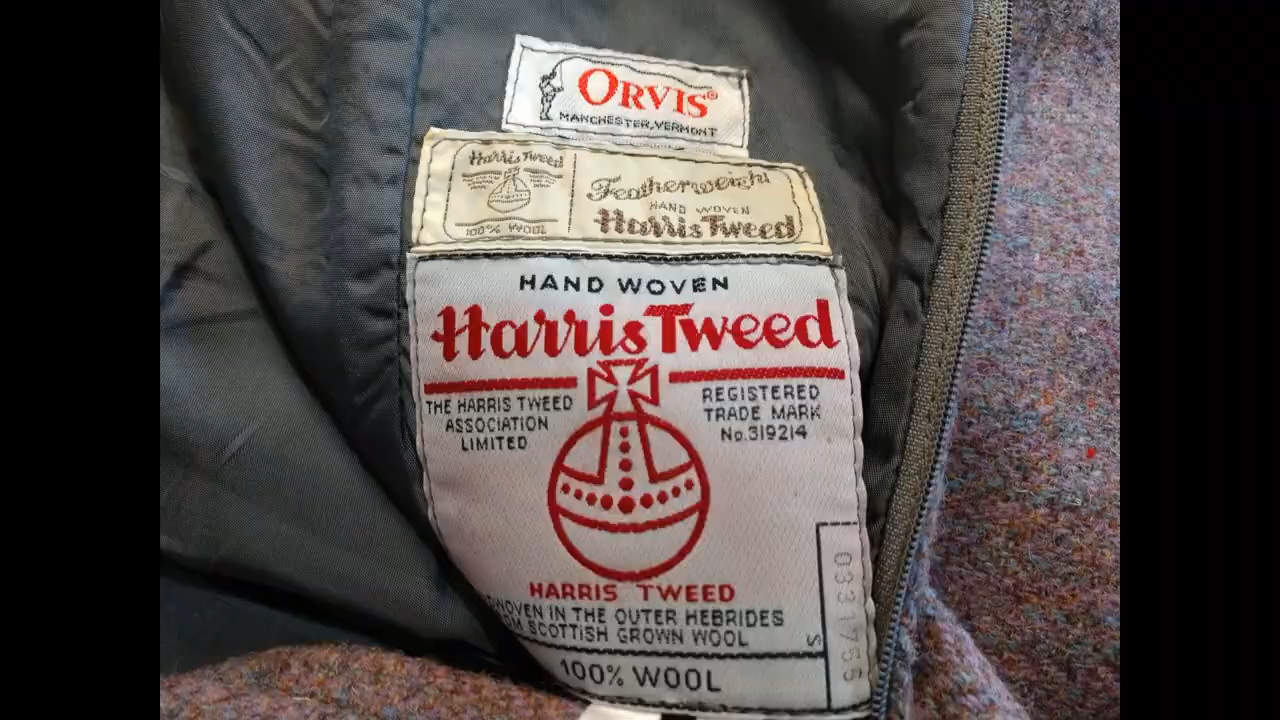 ORVIS®
MANCHESTER, VERMONT
Harris Tweed
100% WOOL
Featherweight
HAND WOVEN
Harris Tweed
HAND WOVEN
Harris Tweed
THE HARRIS TWEED
ASSOCIATION
LIMITED
REGISTERED
TRADE MARK
No.319214
HARRIS TWEED
WOVEN IN THE OUTER HEBRIDES
SCOTTISH GROWN WOOL
100% WOOL